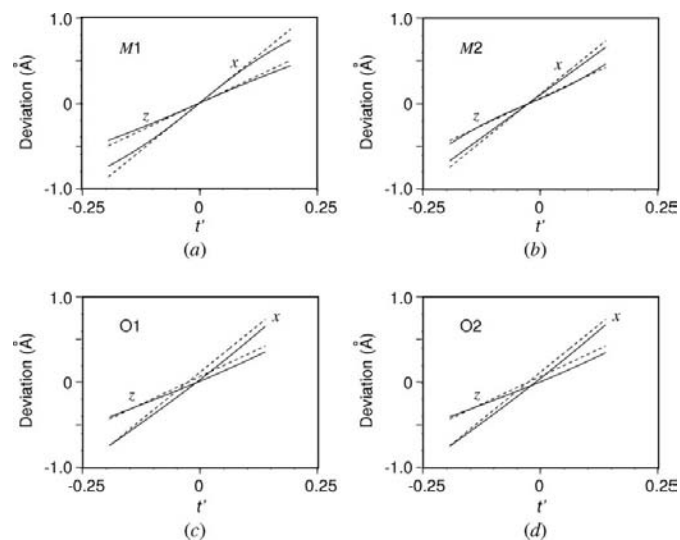 1.0
M1
x
Deviation (Å)
0
z
-1.0
-0.25
0
0.25
t'
(a)
1.0
M2
x
Deviation (Å)
0
z
-1.0
-0.25
0
0.25
t'
(b)
1.0
O1
x
Deviation (Å)
0
z
-1.0
-0.25
0
0.25
t'
(c)
1.0
O2
x
Deviation (Å)
0
z
-1.0
-0.25
0
0.25
t'
(d)